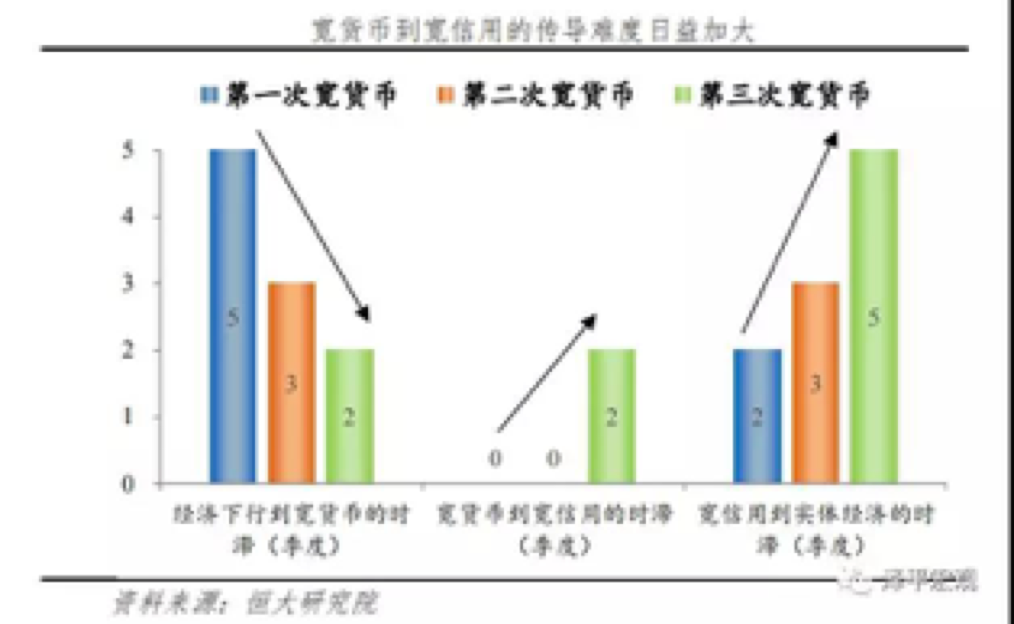 宽货币到宽信用的传导难度日益加大
第一次宽货币 第二次宽货币 第三次宽货币
5
4
3
2
1
0
5
3
2
0
0
2
2
3
5
经济下行到宽货币的时
滞（季度）
宽货币到宽信用的时滞
（季度）
宽信用到实体经济的时
滞（季度）
泽平宏观
资料来源：恒大研究院